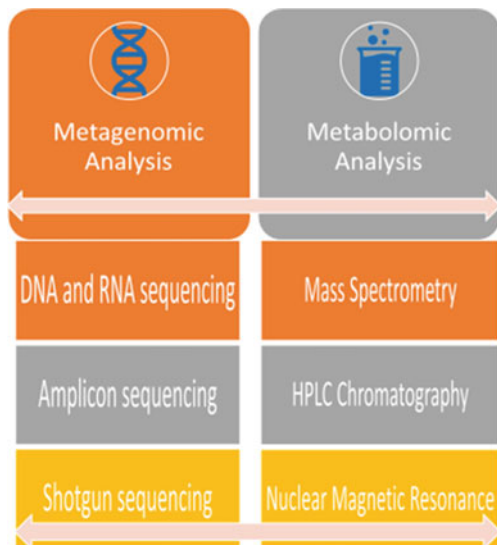 Metagenomic
Analysis
Metabolomic
Analysis
DNA and RNA sequencing
Mass Spectrometry
Amplicon sequencing
HPLC Chromatography
Shotgun sequencing
Nuclear Magnetic Resonance